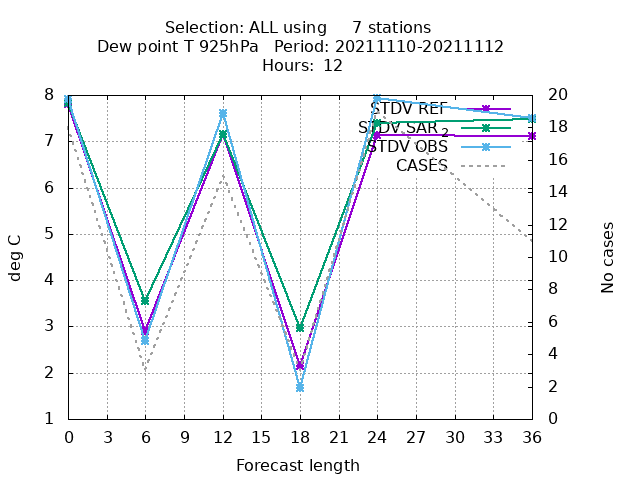 Selection: ALL using     7 stations
Dew point T 925hPa   Period: 20211110-20211112
Hours:  12
8
7
6
5
4
3
2
1
deg C
STDV REF
STDV SAR 2
STDV OBS
CASES
20
18
16
14
12
10
8
6
4
2
0
No cases
0 3 6 9 12 15 18 21 24 27 30 33 36
Forecast length